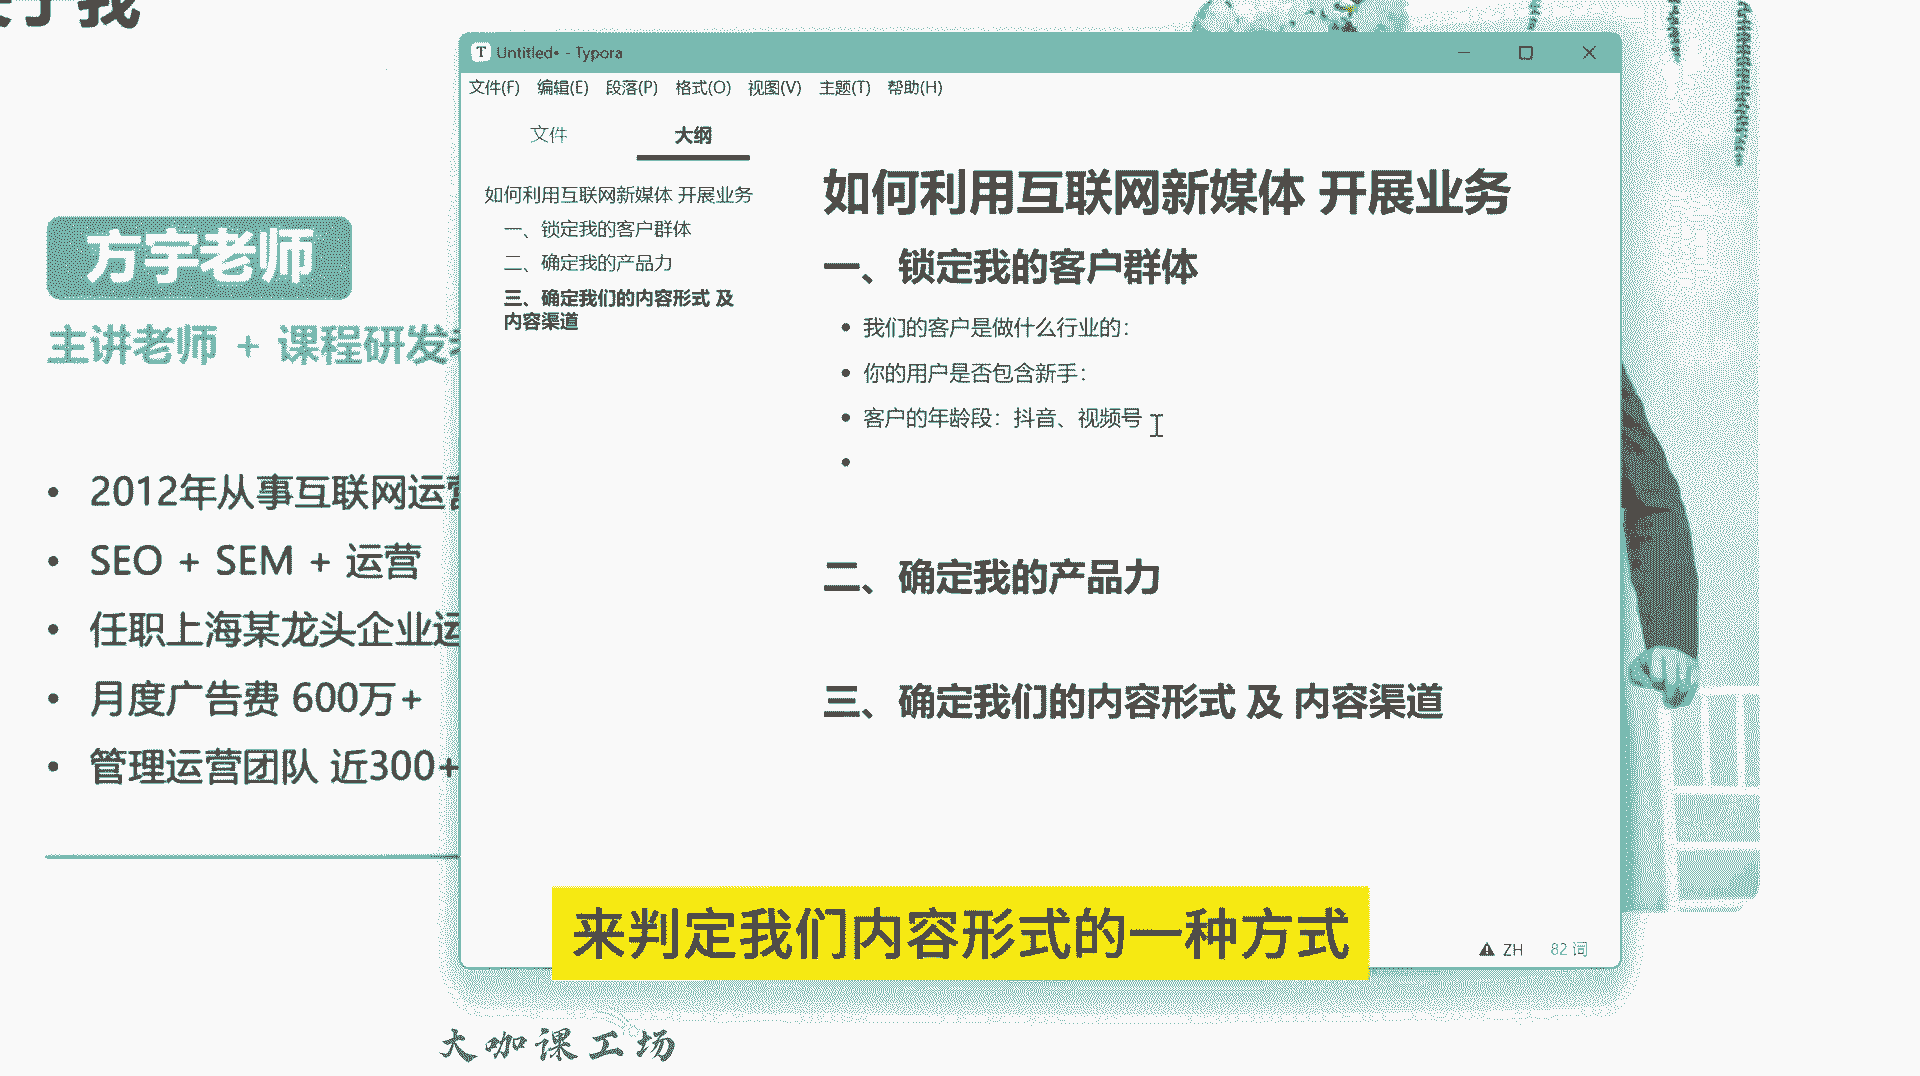 于我
方宇老师
主讲老师 + 课程研发
2012年从事互联网运营
SEO + SEM + 运营
任职上海某龙头企业运
月度广告费 600万+
管理运营团队 近300+
Untitled• - Typora
文件(F) 编辑(E) 段落(P) 格式(O) 视图(V) 主题(T) 帮助(H)
文件 大纲
如何利用互联网新媒体 开展业务
一、锁定我的客户群体
二、确定我的产品力
三、确定我们的内容形式 及
内容渠道
如何利用互联网新媒体 开展业务
一、锁定我的客户群体
我们的客户是做什么行业的：
你的用户是否包含新手：
客户的年龄段：抖音、视频号
二、确定我的产品力
三、确定我们的内容形式 及 内容渠道
ZH 82 词
来判定我们内容形式的一种方式
大咖课工场